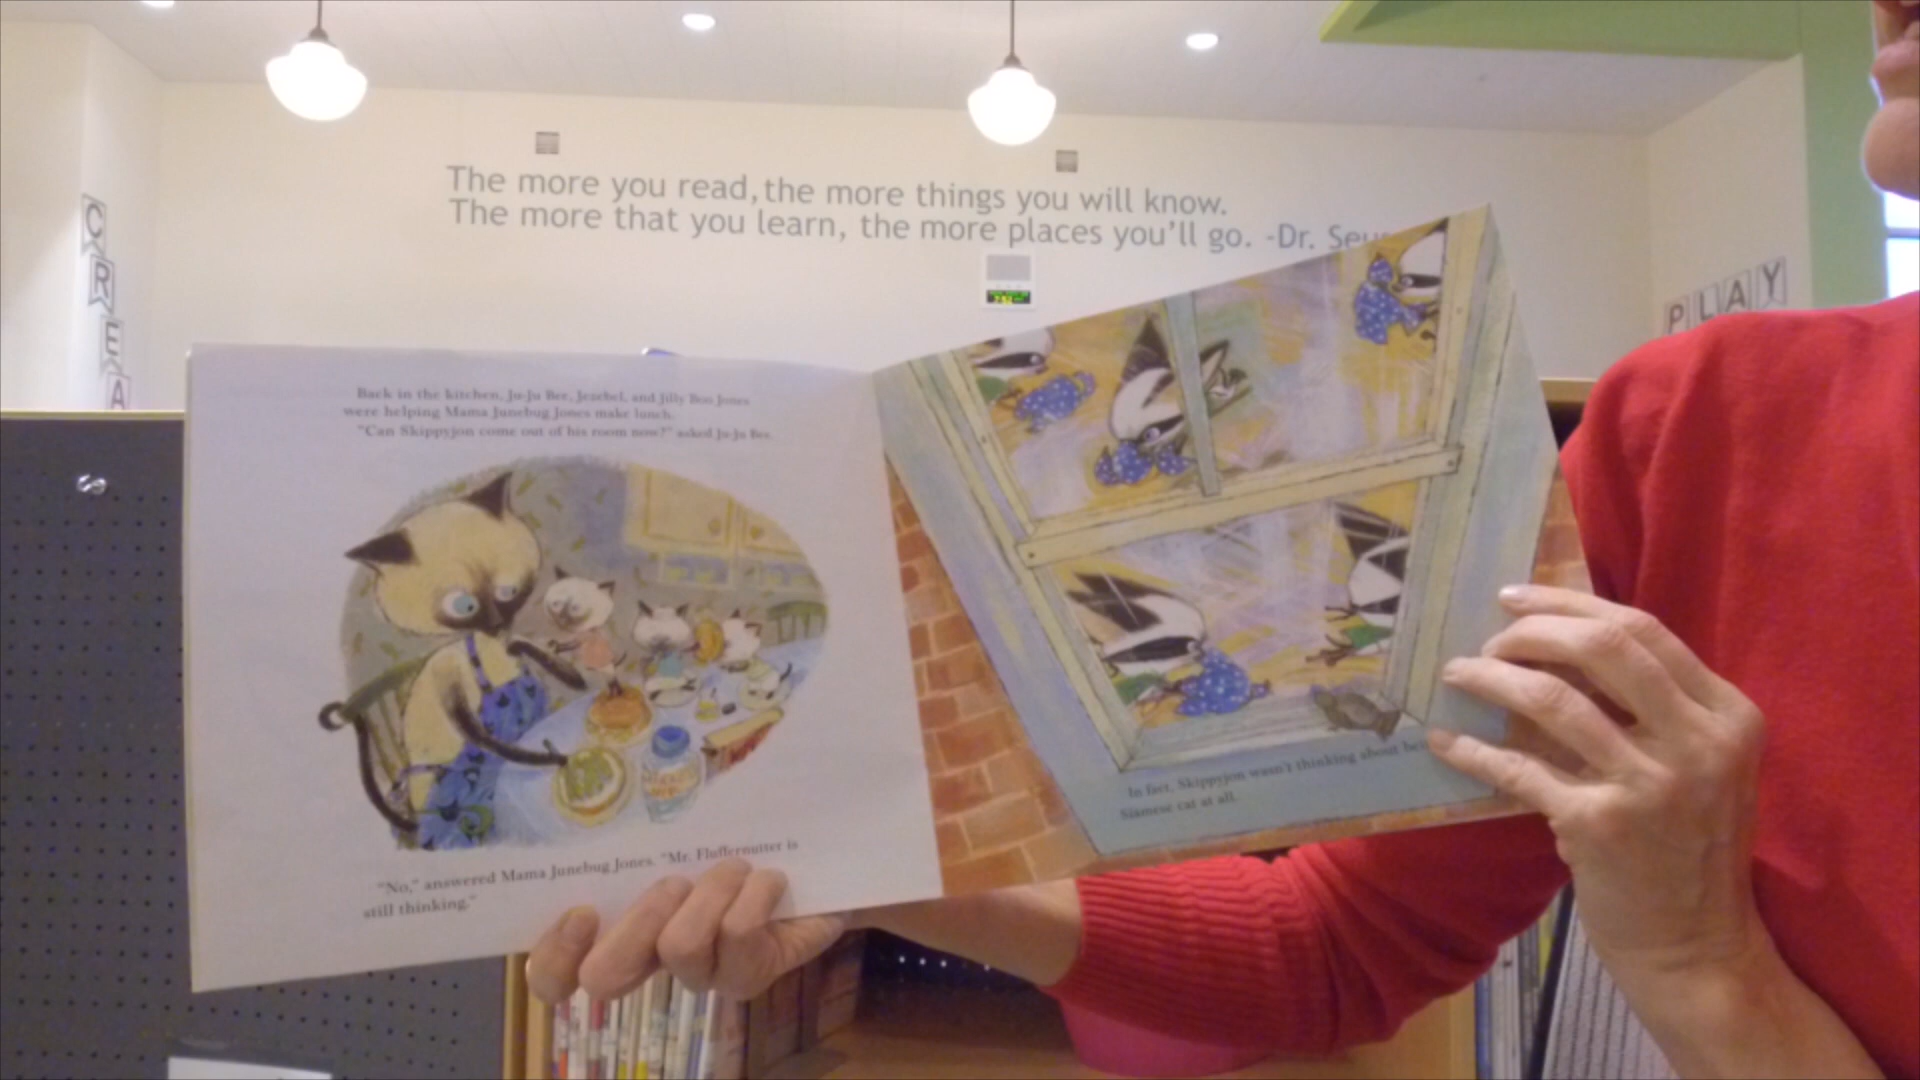 The more you read, the more things you will know.
The more that you learn, the more places you'll go. -Dr. Seu
CREA
PLAY
Back in the kitchen, Ju-Ju Bee, Jezebel, and Jilly Boo Jones
were helping Mama Junebug Jones make lunch.
"Can Skippyjon come out of his room now?" asked Ju-Ju Bee.
"No," answered Mama Junebug Jones. "Mr. Fluffernutter is
still thinking."
In fact, Skippyjon wasn't thinking about
Siamese cat at all.